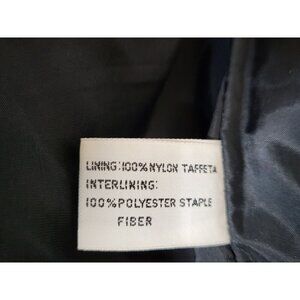 LINING:100%NYLON TAFFETA
INTERLINING:
100%POLYESTER STAPLE
FIBER